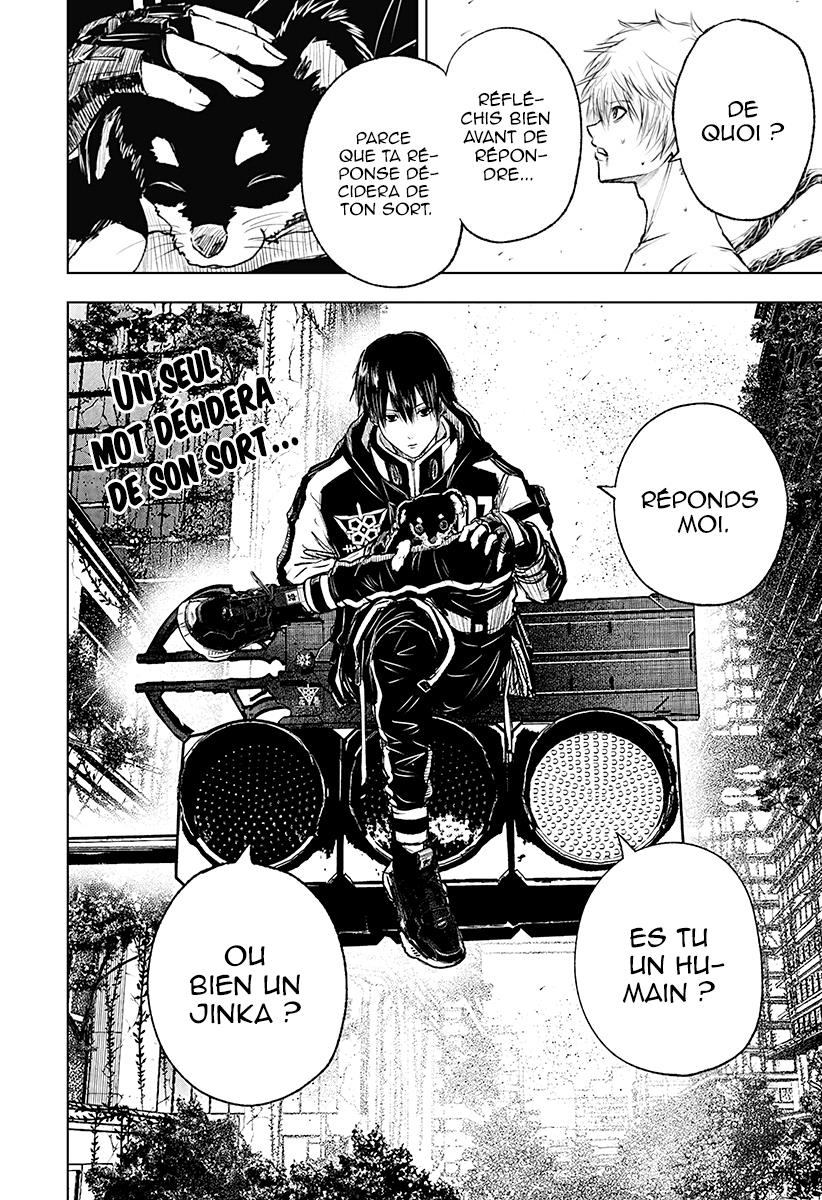 DE
QUOI ?
RÉFLÉ-
CHIS BIEN
AVANT DE
RÉPON-
DRE...
PARCE
QUE TA RÉ-
PONSE DÉ-
CIDERA DE
TON SORT.
UN SEUL
MOT DÉCIDERA
DE SON SORT...
RÉPONDS
MOI.
ES TU
UN HU-
MAIN ?
OU
BIEN UN
JINKA ?